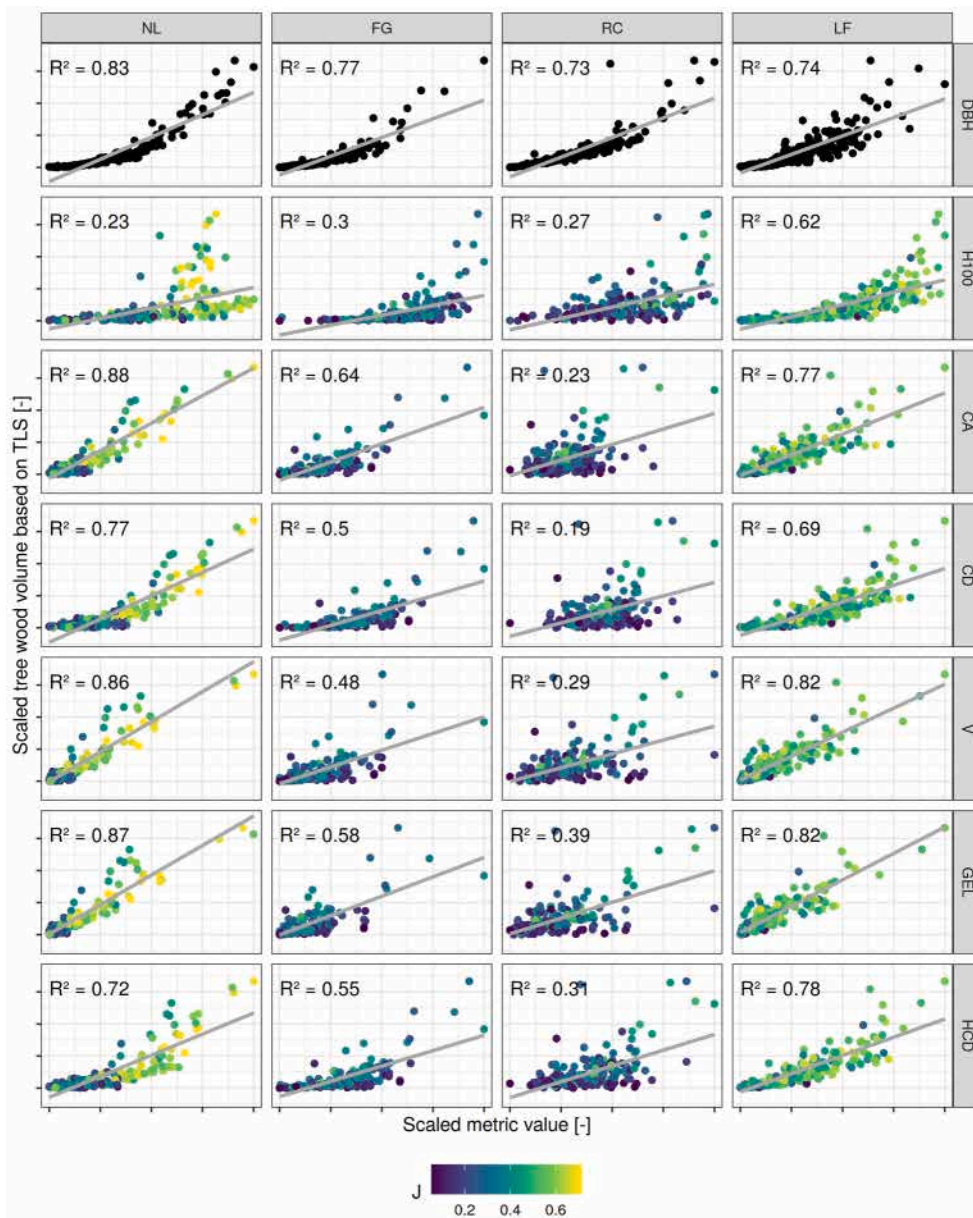 NL FG RC LF
R² = 0.83 R² = 0.77 R² = 0.73 R² = 0.74 DBH
R² = 0.23 R² = 0.3 R² = 0.27 R² = 0.62 H100
R² = 0.88 R² = 0.64 R² = 0.23 R² = 0.77 CA
R² = 0.77 R² = 0.5 R² = 0.19 R² = 0.69 CD
R² = 0.86 R² = 0.48 R² = 0.29 R² = 0.82 V
R² = 0.87 R² = 0.58 R² = 0.39 R² = 0.82 GEL
R² = 0.72 R² = 0.55 R² = 0.31 R² = 0.78 HCD
Scaled tree wood volume based on TLS [-]
Scaled metric value [-]
J
0.2 0.4 0.6